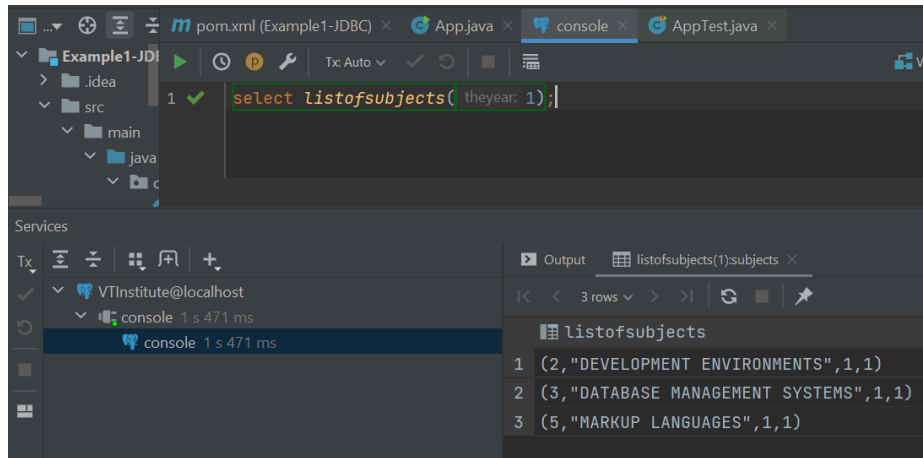 ...
m pom.xml (Example1-JDBC) App.java console AppTest.java
Example1-JD
Tx: Auto
.idea
src
1 select listofsubjects( theyear: 1);
main
java
Services
Tx
Output listofsubjects(1):subjects
VTInstitute@localhost
3 rows
console 1 s 471 ms
console 1 s 471 ms
listofsubjects
1 (2,"DEVELOPMENT ENVIRONMENTS",1,1)
2 (3,"DATABASE MANAGEMENT SYSTEMS",1,1)
3 (5,"MARKUP LANGUAGES",1,1)